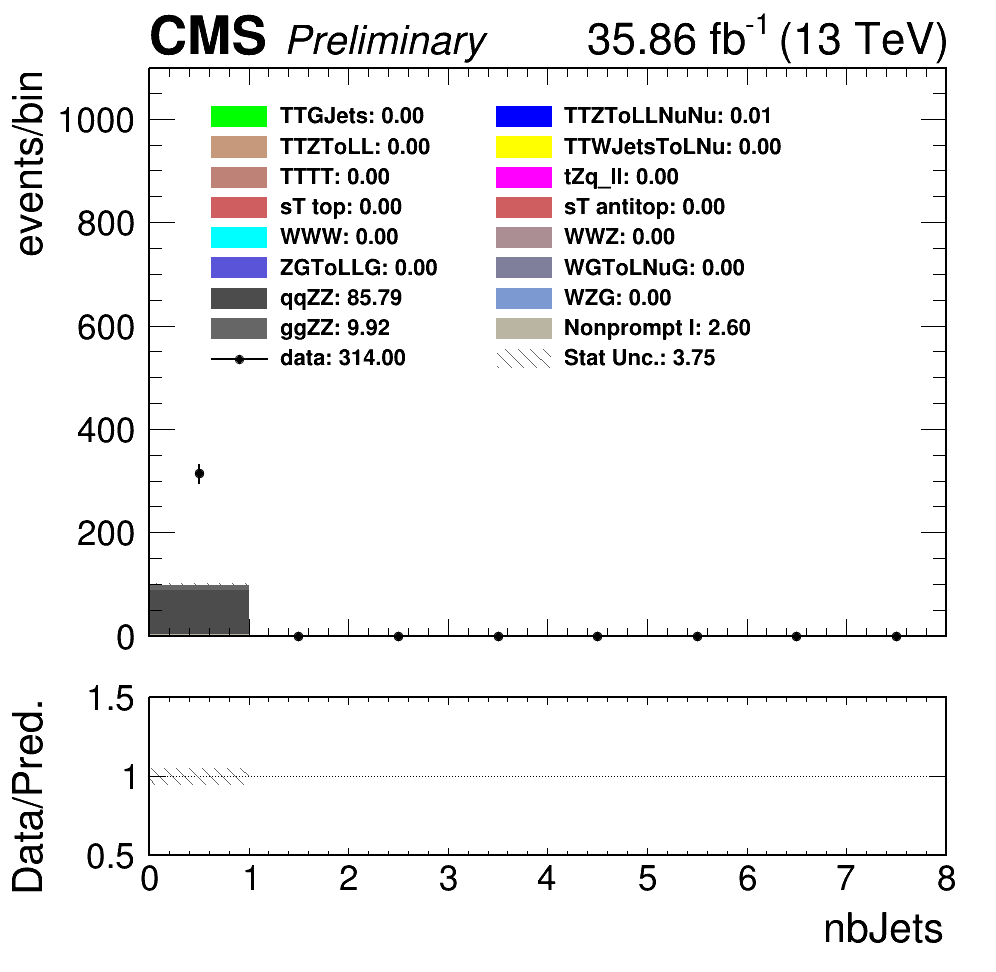 CMS Preliminary 35.86 fb-1 (13 TeV)
events/bin
1000
800
600
400
200
0
TTGJets: 0.00
TTZToLLNuNu: 0.01
TTZToLL: 0.00
TTWJetsToLNu: 0.00
TTTT: 0.00
tZq_ll: 0.00
sT top: 0.00
sT antitop: 0.00
WWW: 0.00
WWZ: 0.00
ZGToLLG: 0.00
WGToLNuG: 0.00
qqZZ: 85.79
WZG: 0.00
ggZZ: 9.92
Nonprompt l: 2.60
data: 314.00
Stat Unc.: 3.75
Data/Pred.
1.5
1
0.5
0 1 2 3 4 5 6 7 8
nbJets